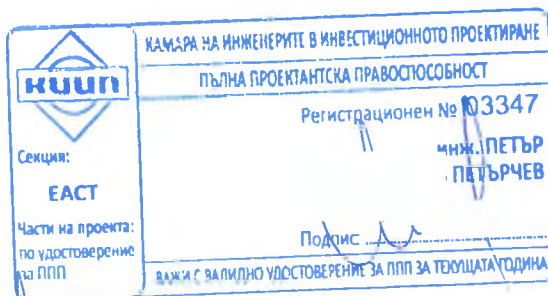 КАМАРА НА ИНЖЕНЕРИТЕ В ИНВЕСТИЦИОННОТО ПРОЕКТИРАНЕ
КИИП
ПЪЛНА ПРОЕКТАНТСКА ПРАВОСПОСОБНОСТ
Регистрационен № 03347
инж. ПЕТЪР
ПЕТЪРЧЕВ
Секция:
ЕАСТ
Части на проекта:
по удостоверение
за ППП
Подпис
ВАЖИ С ВАЛИДНО УДОСТОВЕРЕНИЕ ЗА ППП ЗА ТЕКУЩАТА ГОДИНА